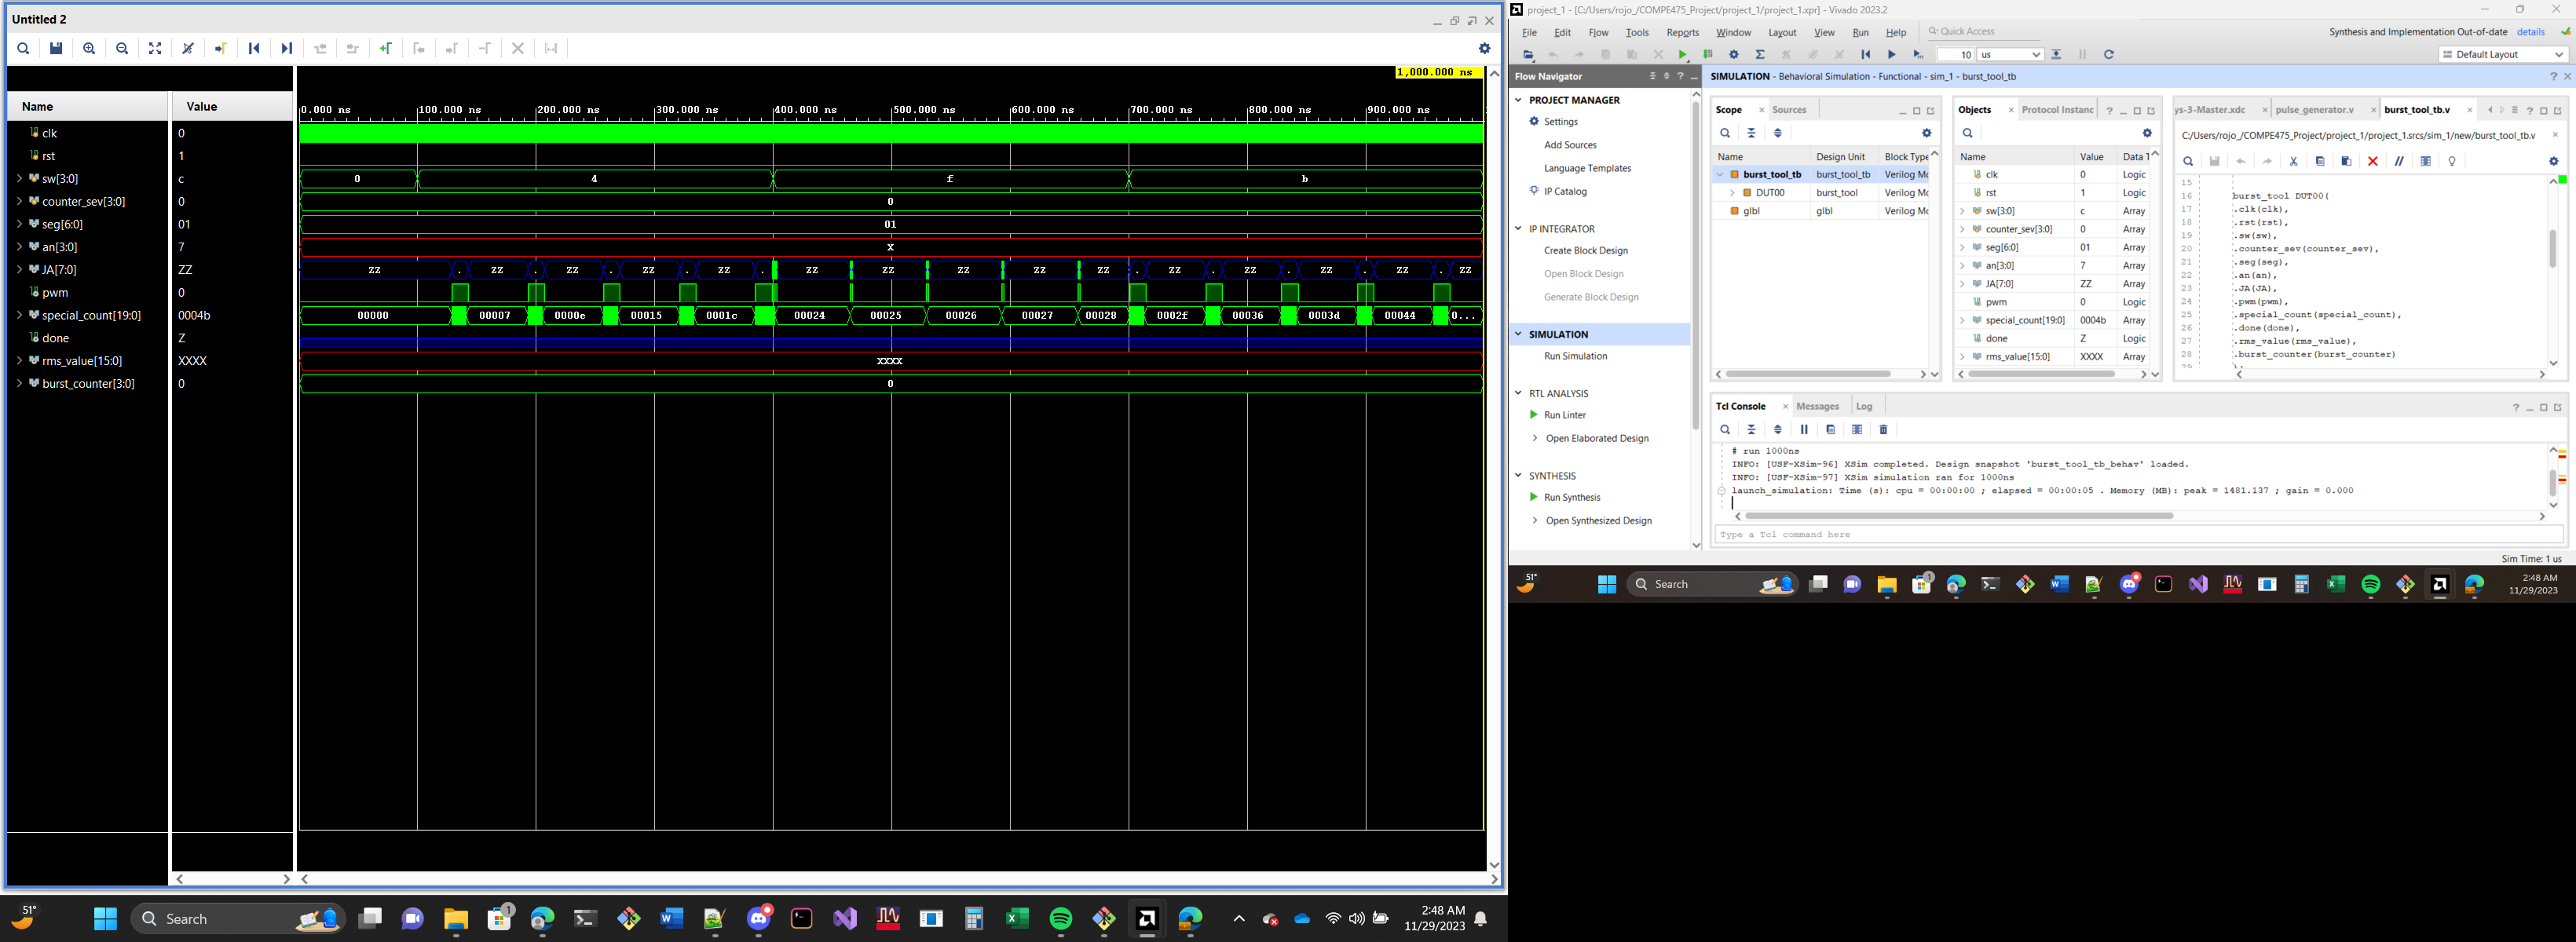 Untitled 2
1,000.000 ns
Name Value
0.000 ns 100.000 ns 200.000 ns 300.000 ns 400.000 ns 500.000 ns 600.000 ns 700.000 ns 800.000 ns 900.000 ns
clk 0
rst 1
sw[3:0] c 0 4 f b
counter_sev[3:0] 0 0
seg[6:0] 01 01
an[3:0] 7 X
JA[7:0] ZZ ZZ . ZZ . ZZ . ZZ . ZZ . ZZ ZZ ZZ ZZ ZZ . ZZ . ZZ . ZZ . ZZ . ZZ
pwm 0
special_count[19:0] 0004b 00000 00007 0000e 00015 0001c 00024 00025 00026 00027 00028 0002f 00036 0003d 00044 0...
done Z
rms_value[15:0] XXXX XXXX
burst_counter[3:0] 0 0
51°
Search
1
2:48 AM
11/29/2023
project_1 - [C:/Users/rojo_/COMPE475_Project/project_1/project_1.xpr] - Vivado 2023.2
File Edit Flow Tools Reports Window Layout View Run Help Quick Access
Synthesis and Implementation Out-of-date details
10 us
Default Layout
Flow Navigator
PROJECT MANAGER
Settings
Add Sources
Language Templates
IP Catalog
IP INTEGRATOR
Create Block Design
Open Block Design
Generate Block Design
SIMULATION
Run Simulation
RTL ANALYSIS
Run Linter
Open Elaborated Design
SYNTHESIS
Run Synthesis
Open Synthesized Design
SIMULATION - Behavioral Simulation - Functional - sim_1 - burst_tool_tb
Scope Sources
Name Design Unit Block Type
burst_tool_tb burst_tool_tb Verilog Mo
DUT00 burst_tool Verilog Mo
glbl glbl Verilog Mo
Objects Protocol Instanc
Name Value Data T
clk 0 Logic
rst 1 Logic
sw[3:0] c Array
counter_sev[3:0] 0 Array
seg[6:0] 01 Array
an[3:0] 7 Array
JA[7:0] ZZ Array
pwm 0 Logic
special_count[19:0] 0004b Array
done Z Logic
rms_value[15:0] XXXX Array
ys-3-Master.xdc pulse_generator.v burst_tool_tb.v
C:/Users/rojo_/COMPE475_Project/project_1/project_1.srcs/sim_1/new/burst_tool_tb.v
15
16 burst_tool DUT00(
17 .clk(clk),
18 .rst(rst),
19 .sw(sw),
20 .counter_sev(counter_sev),
21 .seg(seg),
22 .an(an),
23 .JA(JA),
24 .pwm(pwm),
25 .special_count(special_count),
26 .done(done),
27 .rms_value(rms_value),
28 .burst_counter(burst_counter)
29 );
Tcl Console Messages Log
# run 1000ns
INFO: [USF-XSim-96] XSim completed. Design snapshot 'burst_tool_tb_behav' loaded.
INFO: [USF-XSim-97] XSim simulation ran for 1000ns
launch_simulation: Time (s): cpu = 00:00:00 ; elapsed = 00:00:05 . Memory (MB): peak = 1481.137 ; gain = 0.000
Type a Tcl command here
Sim Time: 1 us
51°
Search
1
2:48 AM
11/29/2023